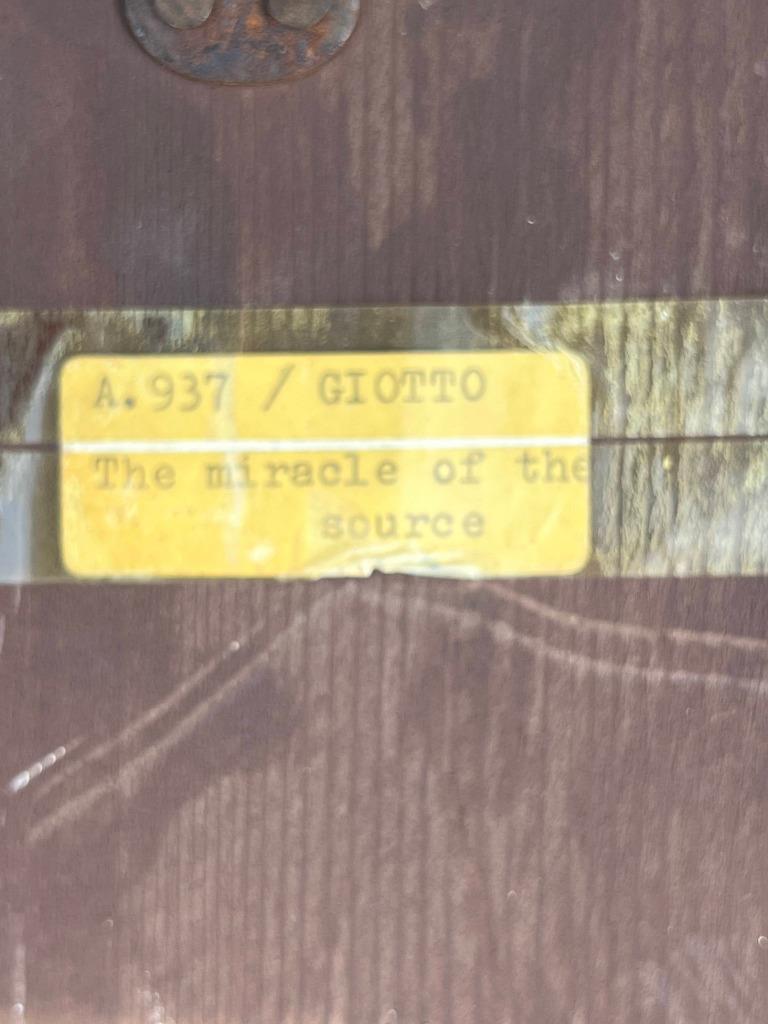 A.937 / GIOTTO
The miracle of the
source